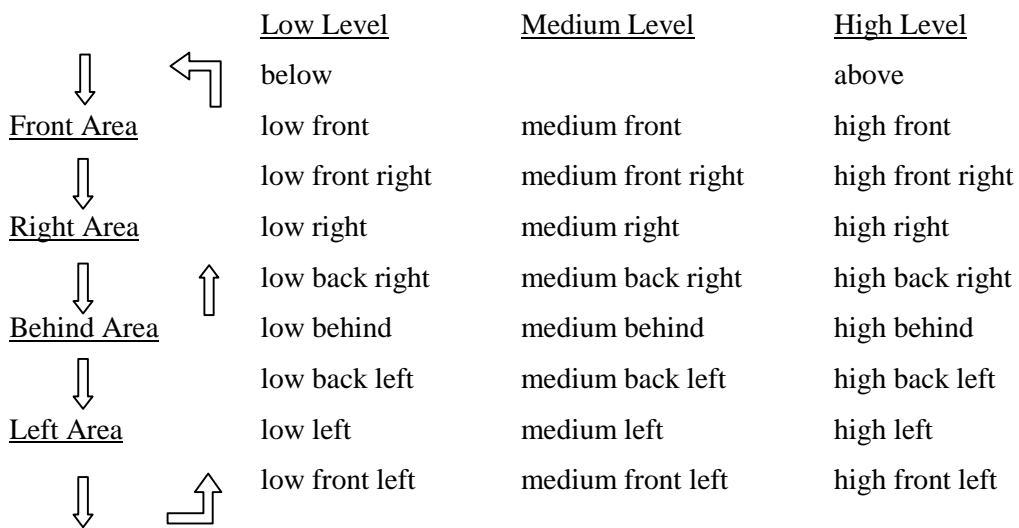 Low Level Medium Level High Level
below above
Front Area low front medium front high front
low front right medium front right high front right
Right Area low right medium right high right
low back right medium back right high back right
Behind Area low behind medium behind high behind
low back left medium back left high back left
Left Area low left medium left high left
low front left medium front left high front left